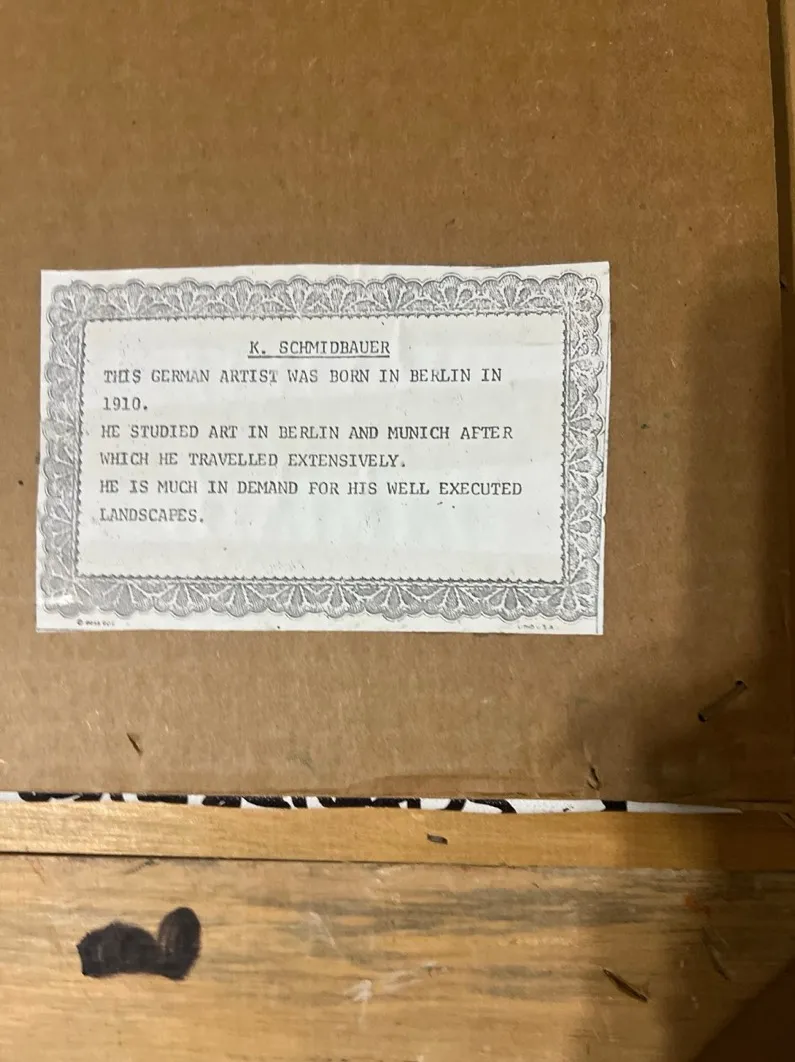 K. SCHMIDBAUER
THIS GERMAN ARTIST WAS BORN IN BERLIN IN
1910.
HE STUDIED ART IN BERLIN AND MUNICH AFTER
WHICH HE TRAVELLED EXTENSIVELY.
HE IS MUCH IN DEMAND FOR HIS WELL EXECUTED
LANDSCAPES.